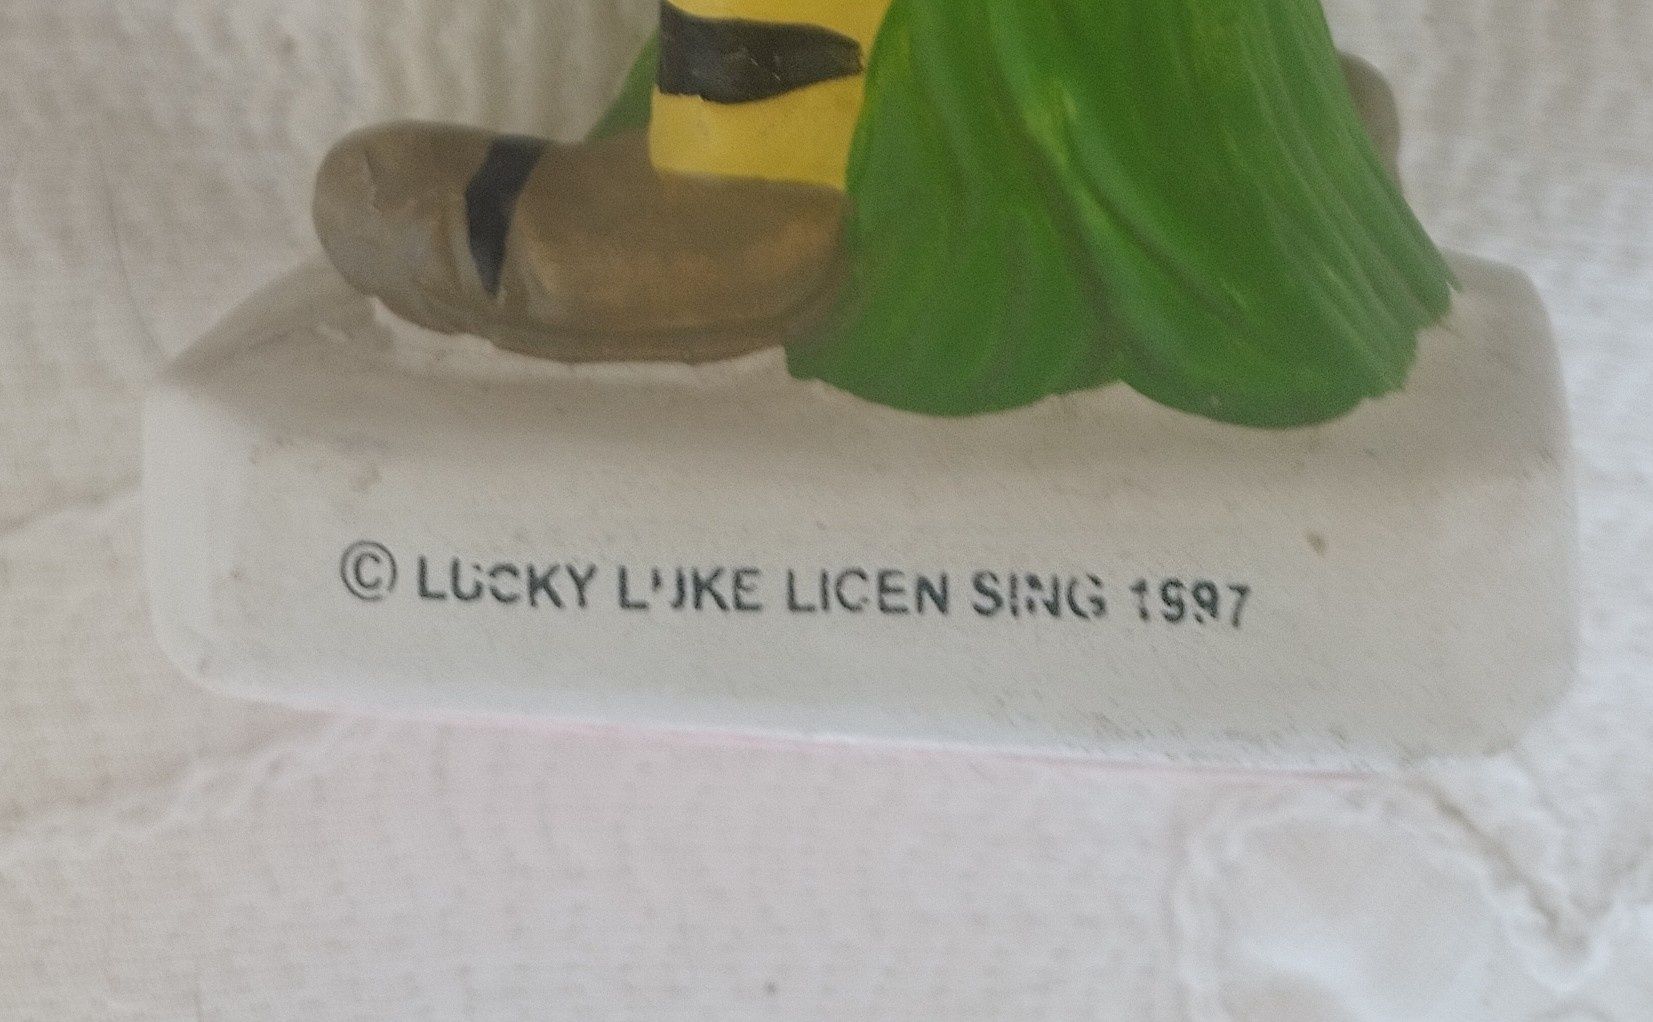 © LUCKY LUKE LICEN SING 1997